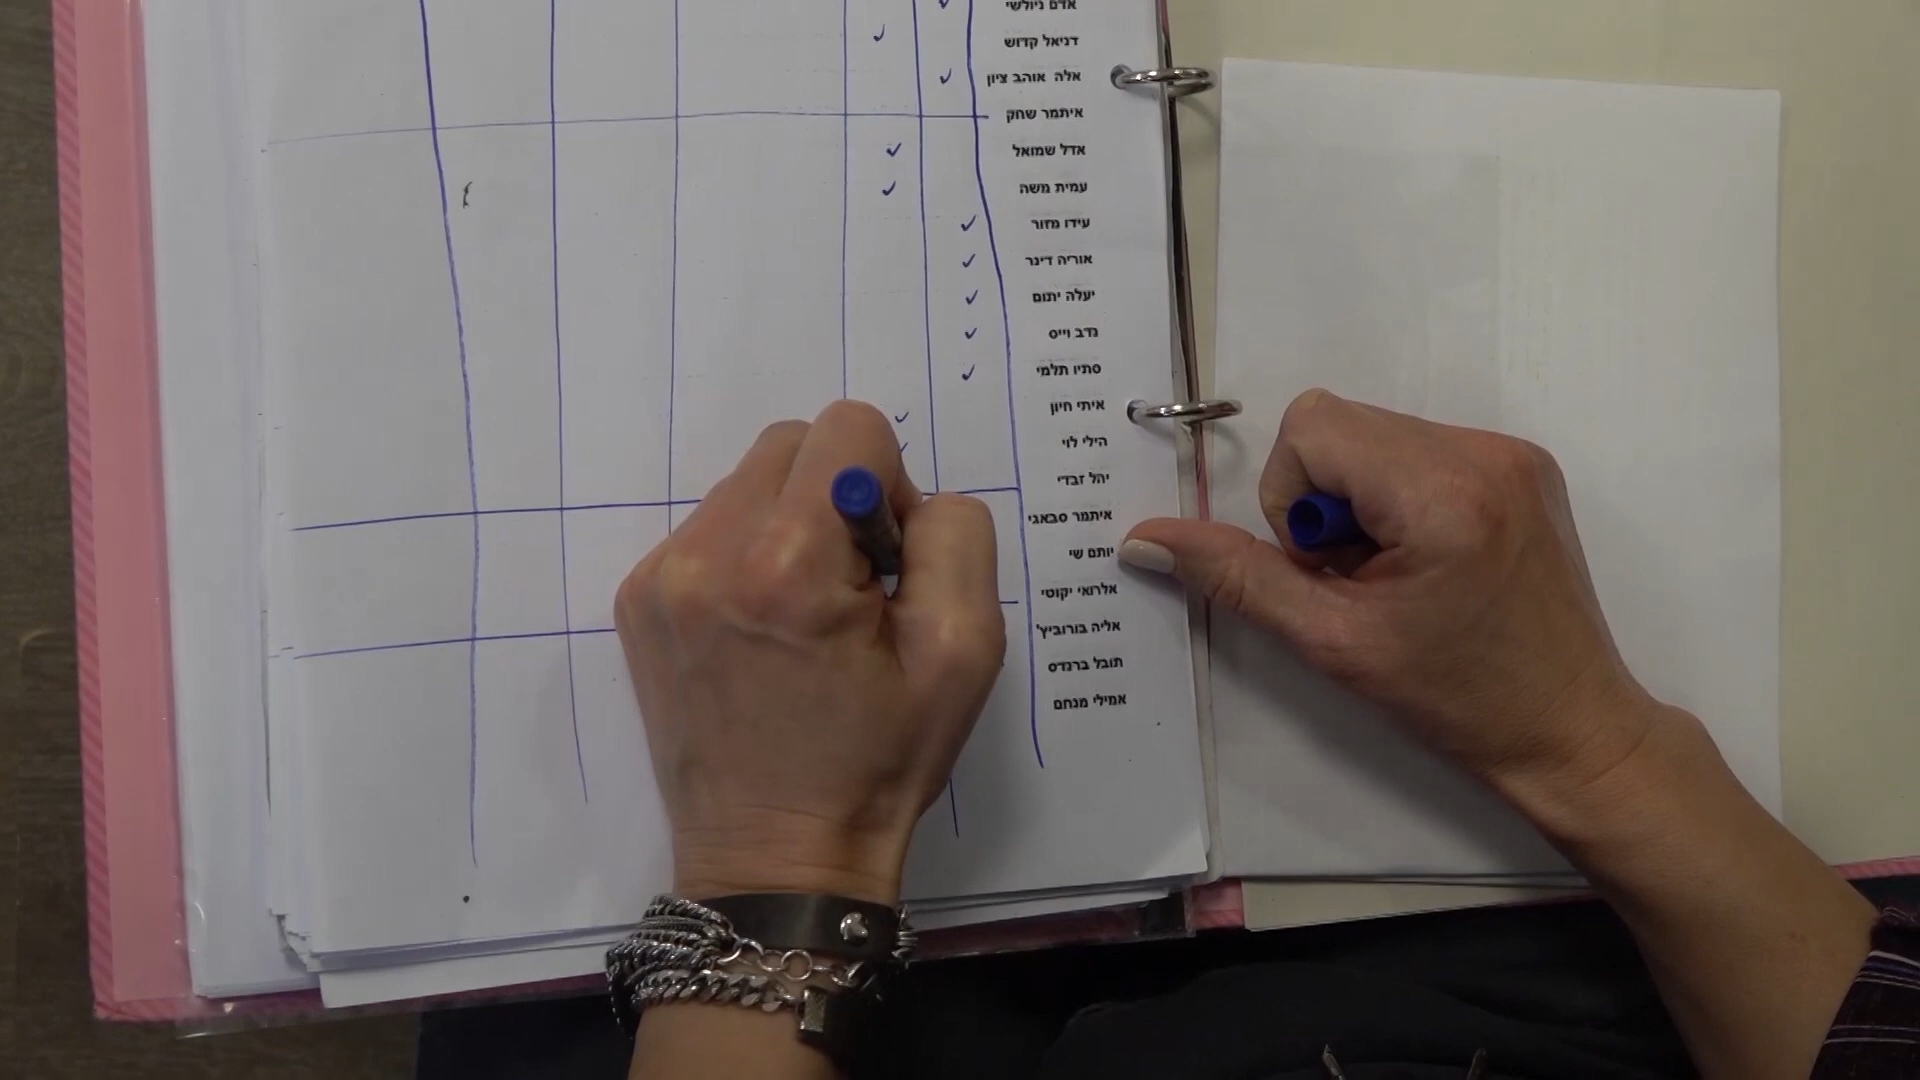 אדם ניולשי
דניאל קדוש
אלה אוהב ציון
איתמר שחק
אדל שמואל
עמית משה
עידו מזור
אוריה דינר
יעלה יתום
נדב וייס
סתיו תלמי
איתי חיון
הילי לוי
יהל זבדי
איתמר סבאגי
יותם שי
אלרואי יקוטי
אליה בורוביץ'
תובל ברנדס
אמילי מנחם